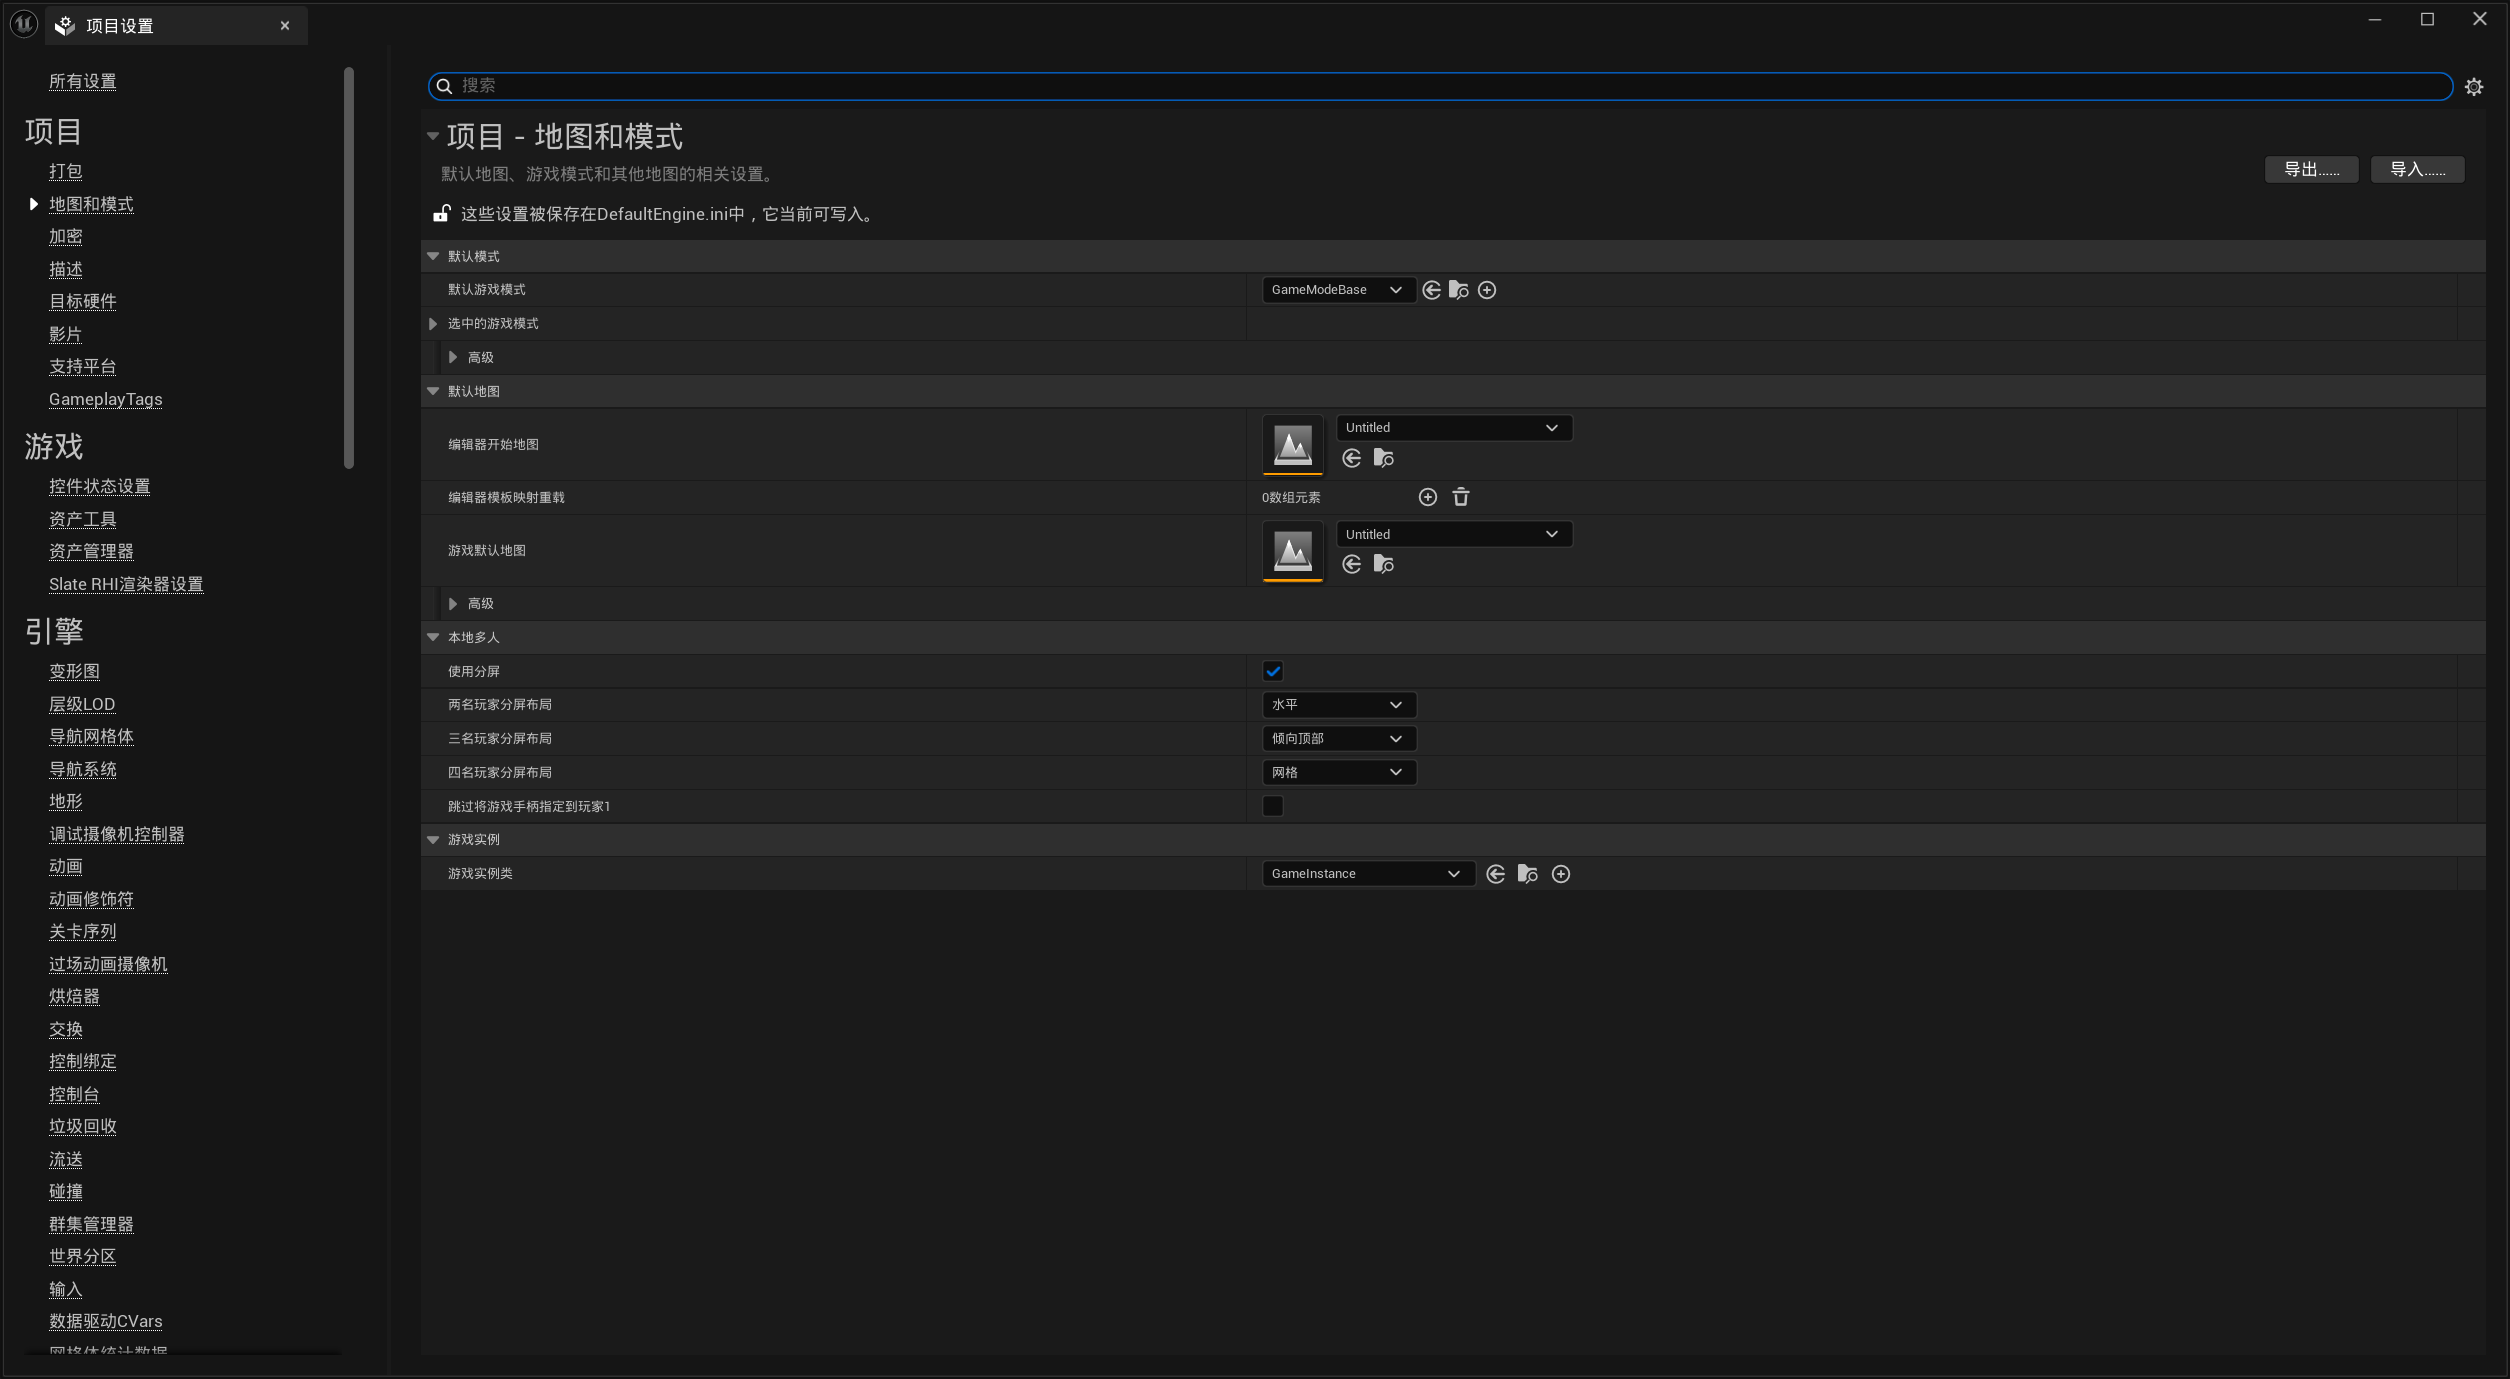 项目设置
所有设置
项目
打包
地图和模式
加密
描述
目标硬件
影片
支持平台
GameplayTags
游戏
控件状态设置
资产工具
资产管理器
Slate RHI渲染器设置
引擎
变形图
层级LOD
导航网格体
导航系统
地形
调试摄像机控制器
动画
动画修饰符
关卡序列
过场动画摄像机
烘焙器
交换
控制绑定
控制台
垃圾回收
流送
碰撞
群集管理器
世界分区
输入
数据驱动CVars
网格体统计数据
搜索
项目 - 地图和模式
默认地图、游戏模式和其他地图的相关设置。
导出......
导入......
这些设置被保存在DefaultEngine.ini中，它当前可写入。
默认模式
默认游戏模式
GameModeBase
选中的游戏模式
高级
默认地图
编辑器开始地图
Untitled
编辑器模板映射重载
0数组元素
游戏默认地图
Untitled
高级
本地多人
使用分屏
两名玩家分屏布局
水平
三名玩家分屏布局
倾向顶部
四名玩家分屏布局
网格
跳过将游戏手柄指定到玩家1
游戏实例
游戏实例类
GameInstance